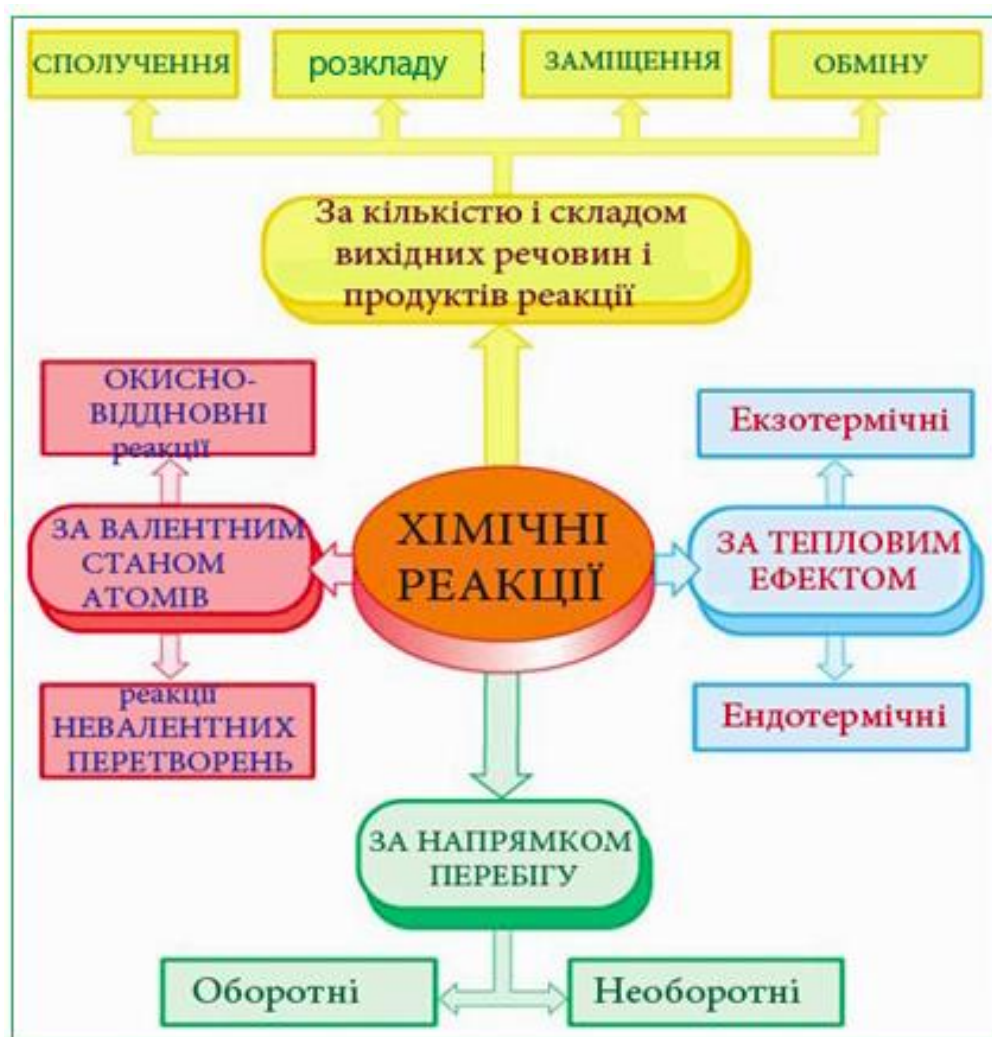 СПОЛУЧЕННЯ
розкладу
ЗАМІЩЕННЯ
ОБМІНУ
За кількістю і складом
вихідних речовин і
продуктів реакції
ОКИСНО-
ВІДДНОВНІ
реакції
Екзотермічні
ЗА ВАЛЕНТНИМ
СТАНОМ
АТОМІВ
ХІМІЧНІ
РЕАКЦІЇ
ЗА ТЕПЛОВИМ
ЕФЕКТОМ
реакції
НЕВАЛЕНТНИХ
ПЕРЕТВОРЕНЬ
Ендотермічні
ЗА НАПРЯМКОМ
ПЕРЕБІГУ
Оборотні
Необоротні